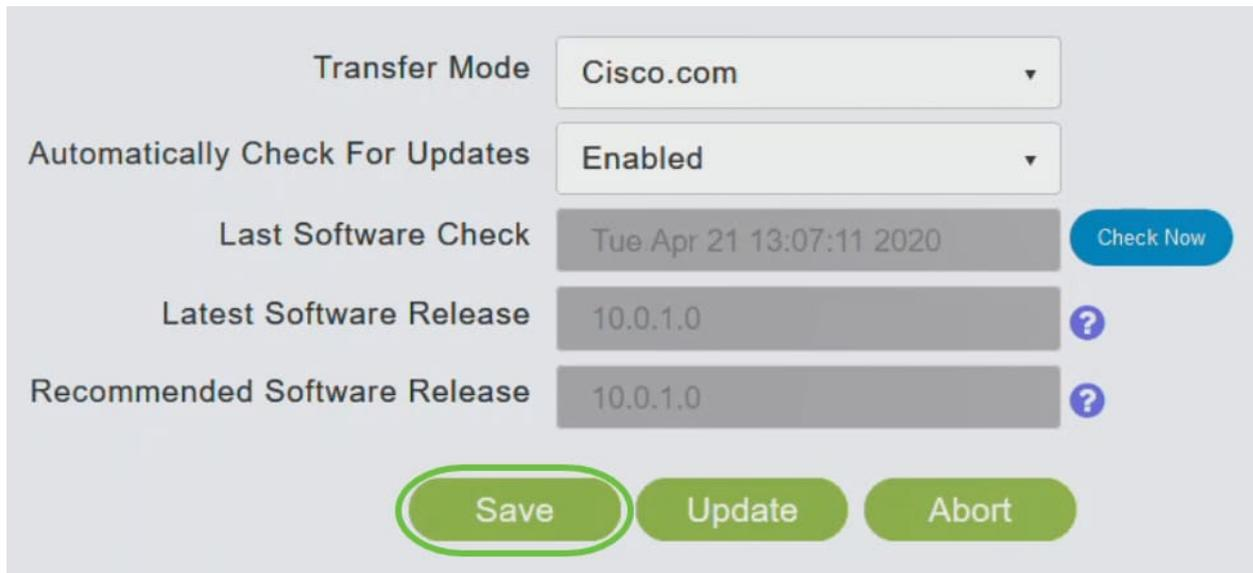 Transfer Mode Cisco.com
Automatically Check For Updates Enabled
Last Software Check Tue Apr 21 13:07:11 2020 Check Now
Latest Software Release 10.0.1.0 ?
Recommended Software Release 10.0.1.0 ?
Save Update Abort